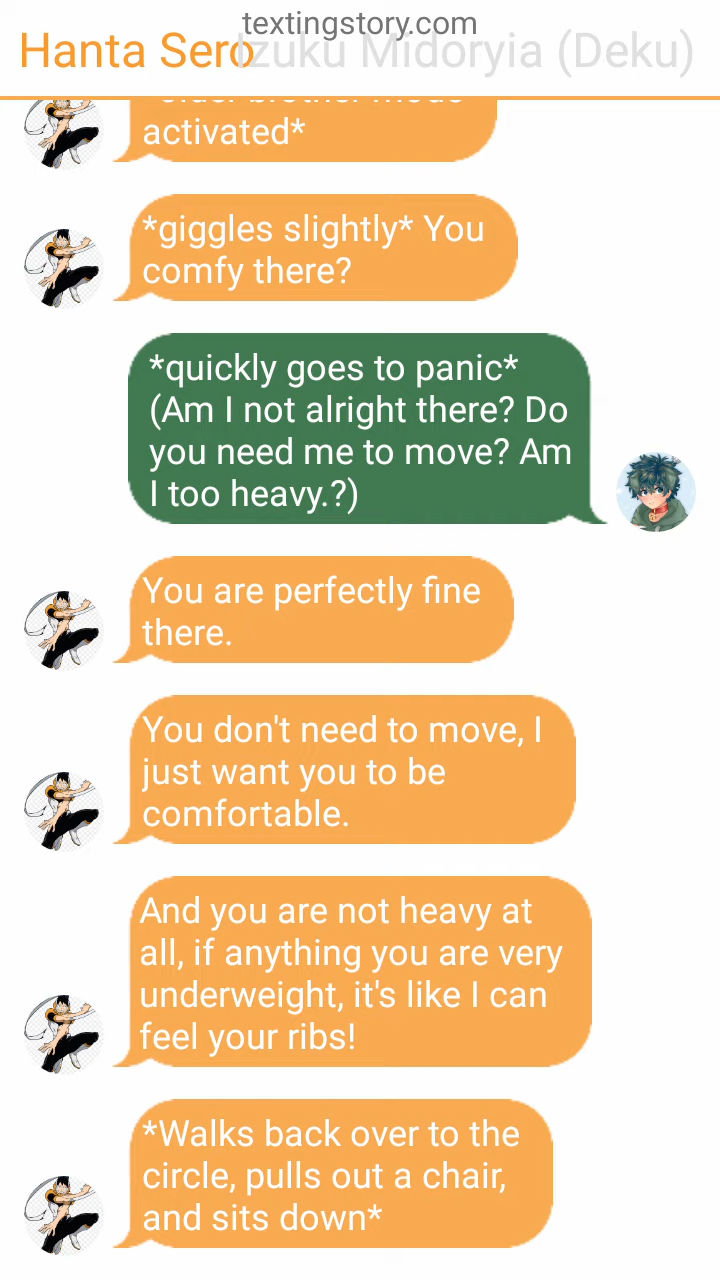 textingstory.com
Hanta Sero
Izuku Midoryia (Deku)
activated*
*giggles slightly* You
comfy there?
*quickly goes to panic*
(Am I not alright there? Do
you need me to move? Am
I too heavy.?)
You are perfectly fine
there.
You don't need to move, I
just want you to be
comfortable.
And you are not heavy at
all, if anything you are very
underweight, it's like I can
feel your ribs!
*Walks back over to the
circle, pulls out a chair,
and sits down*